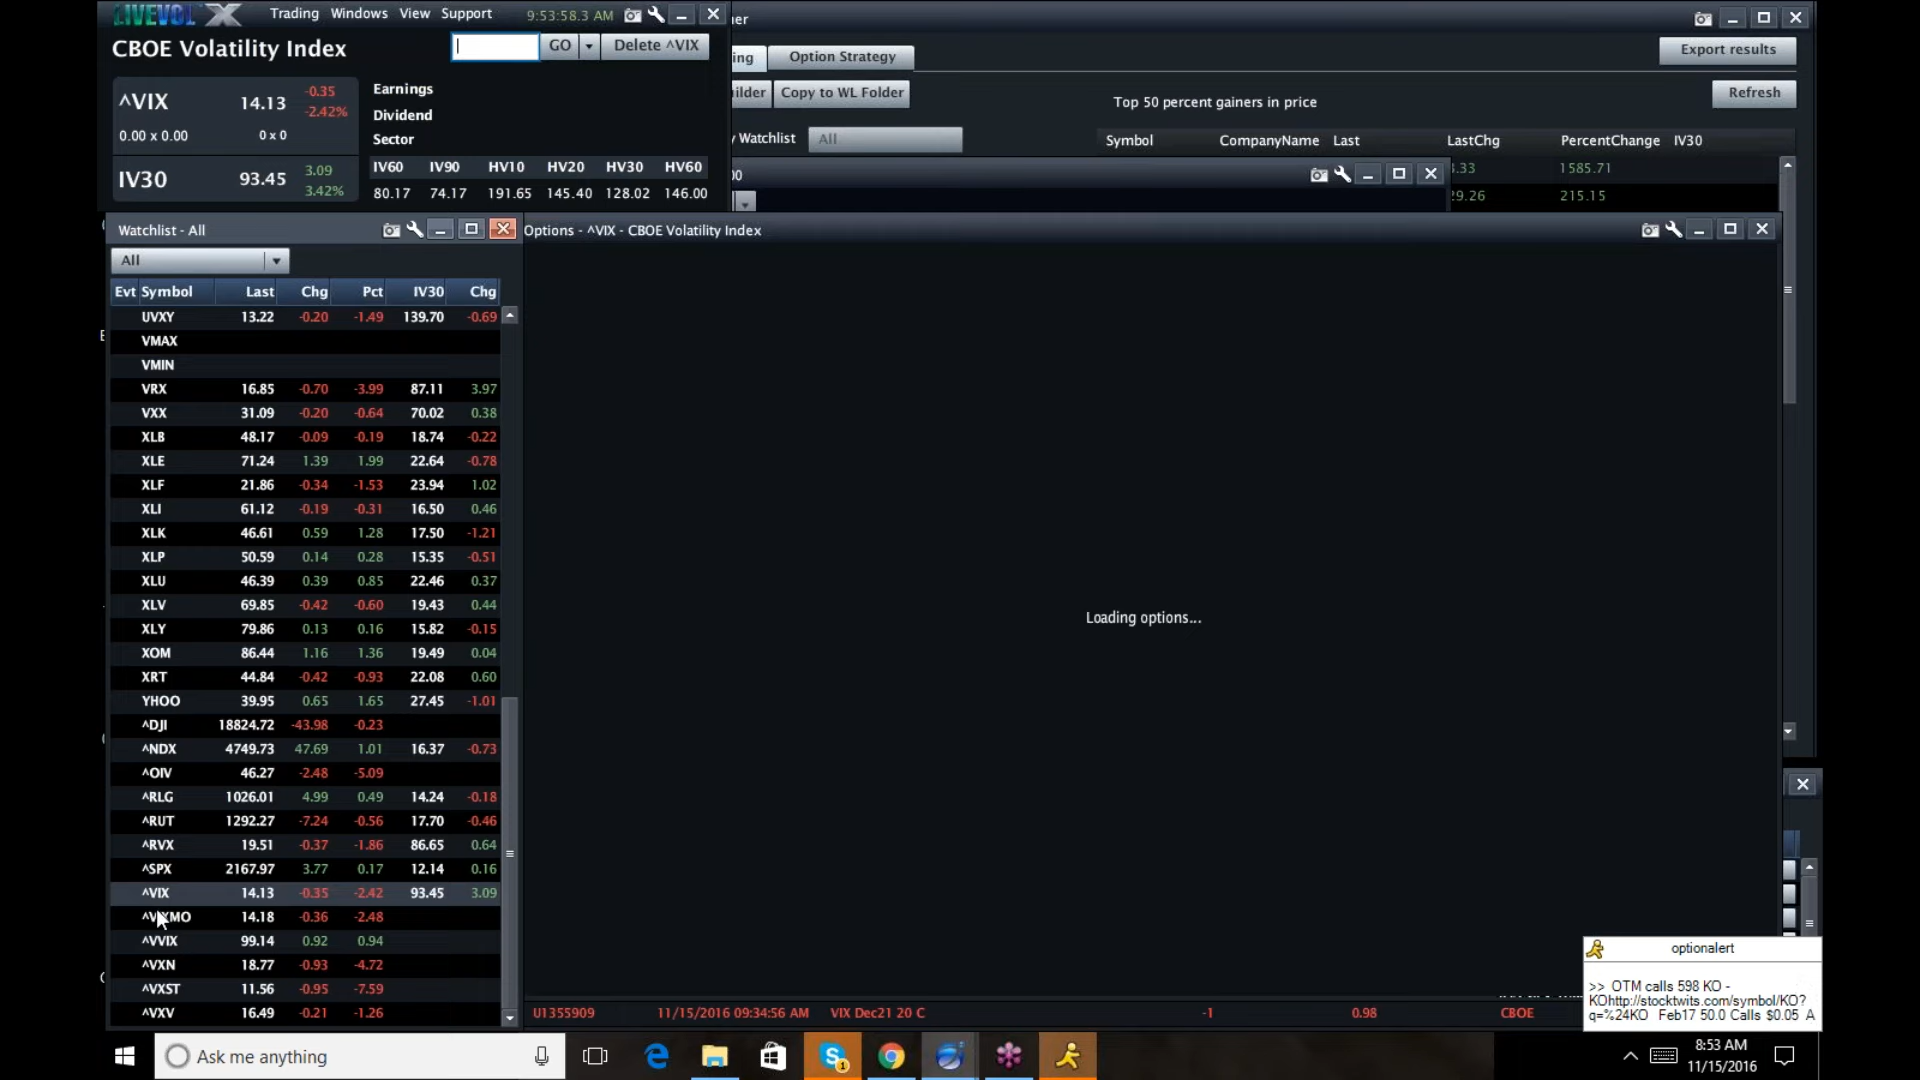 LIVEVOL X Trading Windows View Support 9:53:58.3 AM
CBOE Volatility Index GO Delete ^VIX
^VIX 14.13 -0.35 -2.42%
0.00 x 0.00 0 x 0
IV30 93.45 3.09 3.42%
Earnings
Dividend
Sector
IV60 IV90 HV10 HV20 HV30 HV60
80.17 74.17 191.65 145.40 128.02 146.00
ner
ing Option Strategy Export results
uilder Copy to WL Folder Refresh
Top 50 percent gainers in price
y Watchlist All
Symbol CompanyName Last LastChg PercentChange IV30
.33 1585.71
29.26 215.15
00
Watchlist - All
All
Evt Symbol Last Chg Pct IV30 Chg
UVXY 13.22 -0.20 -1.49 139.70 -0.69
VMAX
VMIN
VRX 16.85 -0.70 -3.99 87.11 3.97
VXX 31.09 -0.20 -0.64 70.02 0.38
XLB 48.17 -0.09 -0.19 18.74 -0.22
XLE 71.24 1.39 1.99 22.64 -0.78
XLF 21.86 -0.34 -1.53 23.94 1.02
XLI 61.12 -0.19 -0.31 16.50 0.46
XLK 46.61 0.59 1.28 17.50 -1.21
XLP 50.59 0.14 0.28 15.35 -0.51
XLU 46.39 0.39 0.85 22.46 0.37
XLV 69.85 -0.42 -0.60 19.43 0.44
XLY 79.86 0.13 0.16 15.82 -0.15
XOM 86.44 1.16 1.36 19.49 0.04
XRT 44.84 -0.42 -0.93 22.08 0.60
YHOO 39.95 0.65 1.65 27.45 -1.01
^DJI 18824.72 -43.98 -0.23
^NDX 4749.73 47.69 1.01 16.37 -0.73
^OIV 46.27 -2.48 -5.09
^RLG 1026.01 4.99 0.49 14.24 -0.18
^RUT 1292.27 -7.24 -0.56 17.70 -0.46
^RVX 19.51 -0.37 -1.86 86.65 0.64
^SPX 2167.97 3.77 0.17 12.14 0.16
^VIX 14.13 -0.35 -2.42 93.45 3.09
14.18 -0.36 -2.48
^VVIX 99.14 0.92 0.94
^VXN 18.77 -0.93 -4.72
^VXST 11.56 -0.95 -7.59
^VXV 16.49 -0.21 -1.26
Options - ^VIX - CBOE Volatility Index
Loading options...
U1355909 11/15/2016 09:34:56 AM VIX Dec21 20 C -1 0.98 CBOE
optionalert
>> OTM calls 598 KO -
KOhttp://stocktwits.com/symbol/KO?
q=%24KO Feb17 50.0 Calls $0.05 A
Ask me anything
8:53 AM
11/15/2016